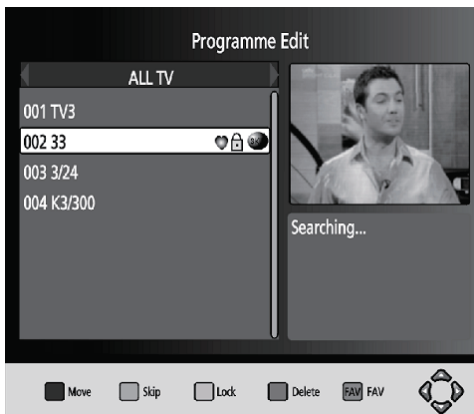 Programme Edit
ALL TV
001 TV3
002 33
003 3/24
004 K3/300
Searching...
Move Skip Lock Delete FAV FAV